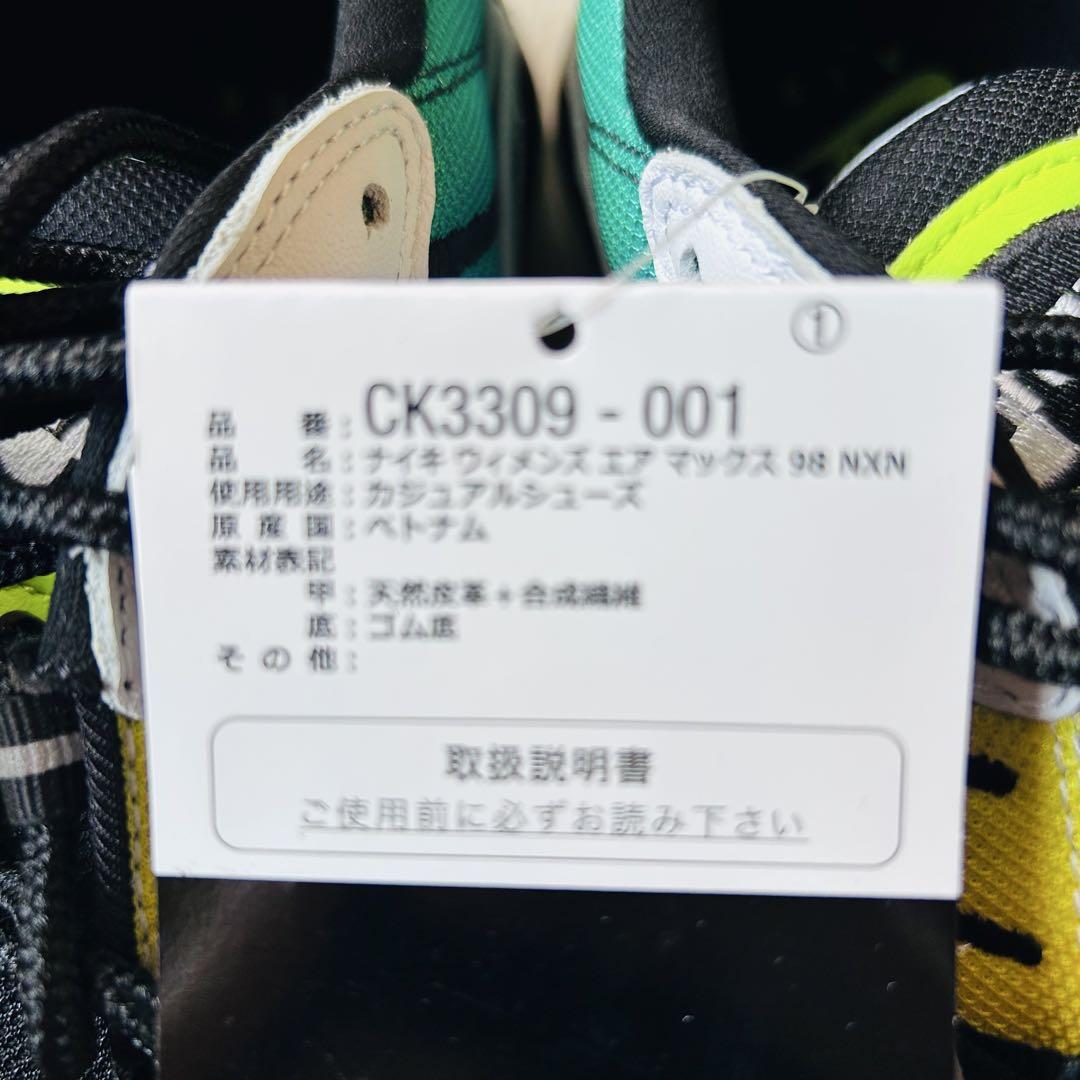 ①
品番：CK3309 - 001
品名：ナイキ ウィメンズ エア マックス 98 NXN
使用用途：カジュアルシューズ
原産国：ベトナム
素材表記
甲：天然皮革＋合成繊維
底：ゴム底
その他：
取扱説明書
ご使用前に必ずお読み下さい